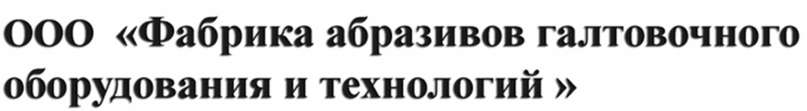 ООО «Фабрика абразивов галтовочного
оборудования и технологий »